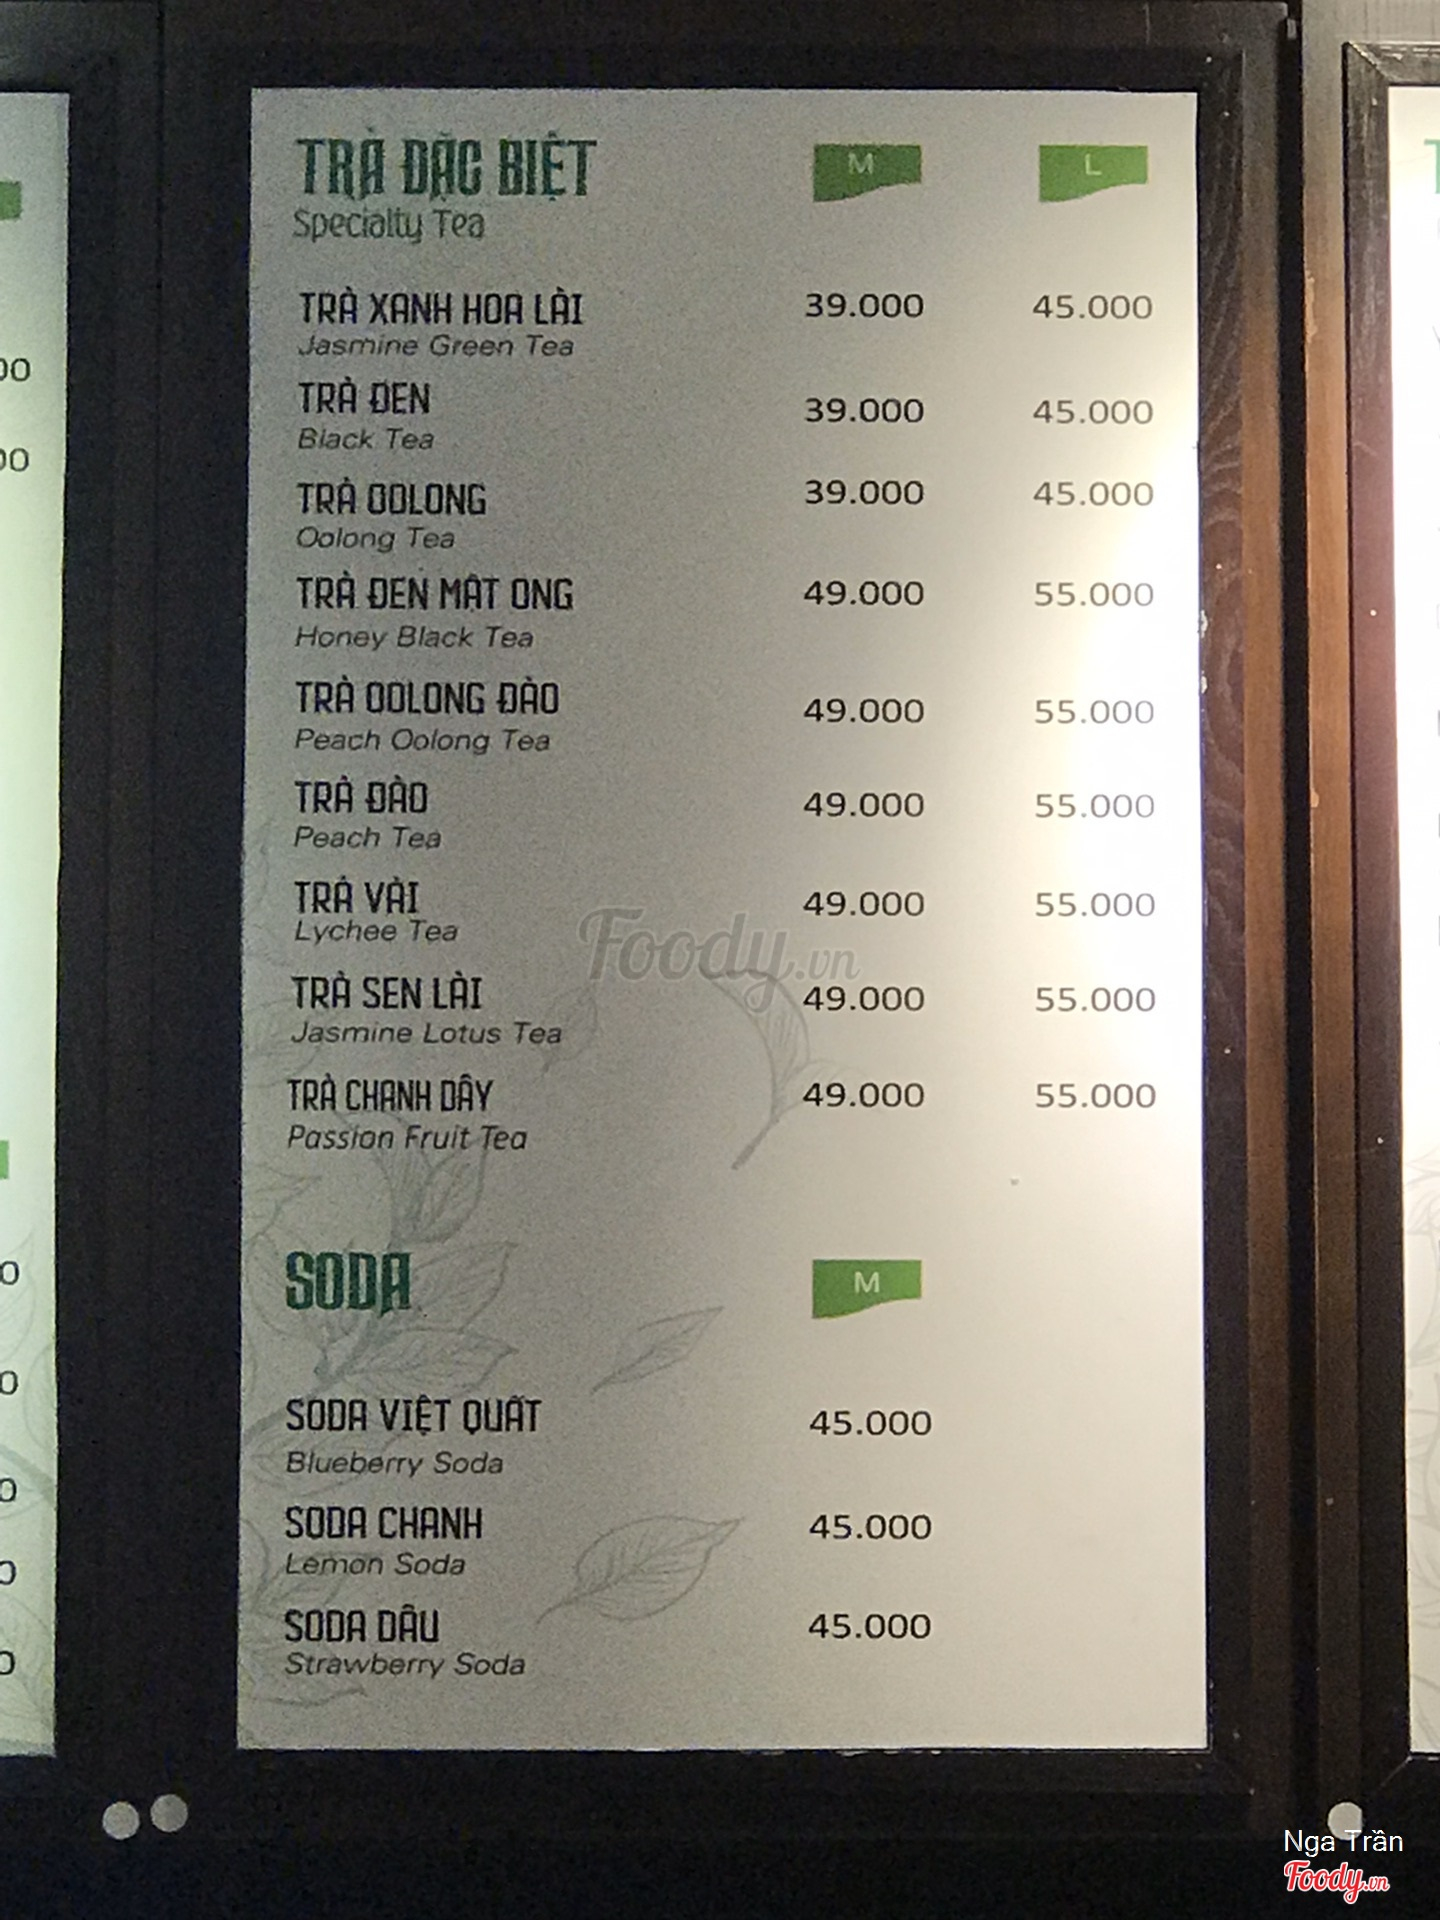 TRÀ ĐẶC BIỆT M L
Specialty Tea
TRÀ XANH HOA LÀI 39.000 45.000
Jasmine Green Tea
TRÀ ĐEN 39.000 45.000
Black Tea
TRÀ OOLONG 39.000 45.000
Oolong Tea
TRÀ ĐEN MẬT ONG 49.000 55.000
Honey Black Tea
TRÀ OOLONG ĐÀO 49.000 55.000
Peach Oolong Tea
TRÀ ĐÀO 49.000 55.000
Peach Tea
TRÀ VẢI 49.000 55.000
Lychee Tea
Foody.vn
TRÀ SEN LÀI 49.000 55.000
Jasmine Lotus Tea
TRÀ CHANH DÂY 49.000 55.000
Passion Fruit Tea
SODA M
SODA VIỆT QUẤT 45.000
Blueberry Soda
SODA CHANH 45.000
Lemon Soda
SODA DÂU 45.000
Strawberry Soda
Nga Trần
Foody.vn